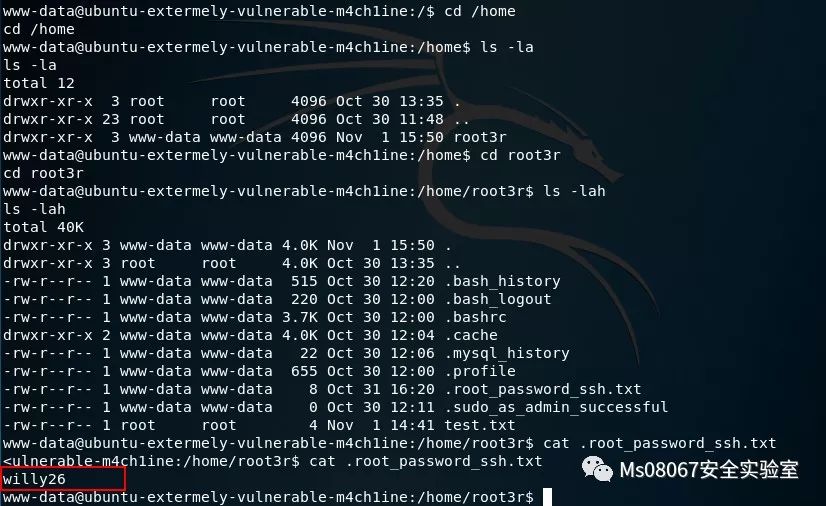 www-data@ubuntu-extermely-vulnerable-m4ch1ine:/$ cd /home
cd /home
www-data@ubuntu-extermely-vulnerable-m4ch1ine:/home$ ls -la
ls -la
total 12
drwxr-xr-x  3 root     root     4096 Oct 30 13:35 .
drwxr-xr-x 23 root     root     4096 Oct 30 11:48 ..
drwxr-xr-x  3 www-data www-data 4096 Nov  1 15:50 root3r
www-data@ubuntu-extermely-vulnerable-m4ch1ine:/home$ cd root3r
cd root3r
www-data@ubuntu-extermely-vulnerable-m4ch1ine:/home/root3r$ ls -lah
ls -lah
total 40K
drwxr-xr-x 3 www-data www-data 4.0K Nov  1 15:50 .
drwxr-xr-x 3 root     root     4.0K Oct 30 13:35 ..
-rw-r--r-- 1 www-data www-data  515 Oct 30 12:20 .bash_history
-rw-r--r-- 1 www-data www-data  220 Oct 30 12:00 .bash_logout
-rw-r--r-- 1 www-data www-data 3.7K Oct 30 12:00 .bashrc
drwxr-xr-x 2 www-data www-data 4.0K Oct 30 12:04 .cache
-rw-r--r-- 1 www-data www-data   22 Oct 30 12:06 .mysql_history
-rw-r--r-- 1 www-data www-data  655 Oct 30 12:00 .profile
-rw-r--r-- 1 www-data www-data    8 Oct 31 16:20 .root_password_ssh.txt
-rw-r--r-- 1 www-data www-data    0 Oct 30 12:11 .sudo_as_admin_successful
-rw-r--r-- 1 root     root        4 Nov  1 14:41 test.txt
www-data@ubuntu-extermely-vulnerable-m4ch1ine:/home/root3r$ cat .root_password_ssh.txt
<ulnerable-m4ch1ine:/home/root3r$ cat .root_password_ssh.txt
willy26
www-data@ubuntu-extermely-vulnerable-m4ch1ine:/home/root3r$
Ms08067安全实验室